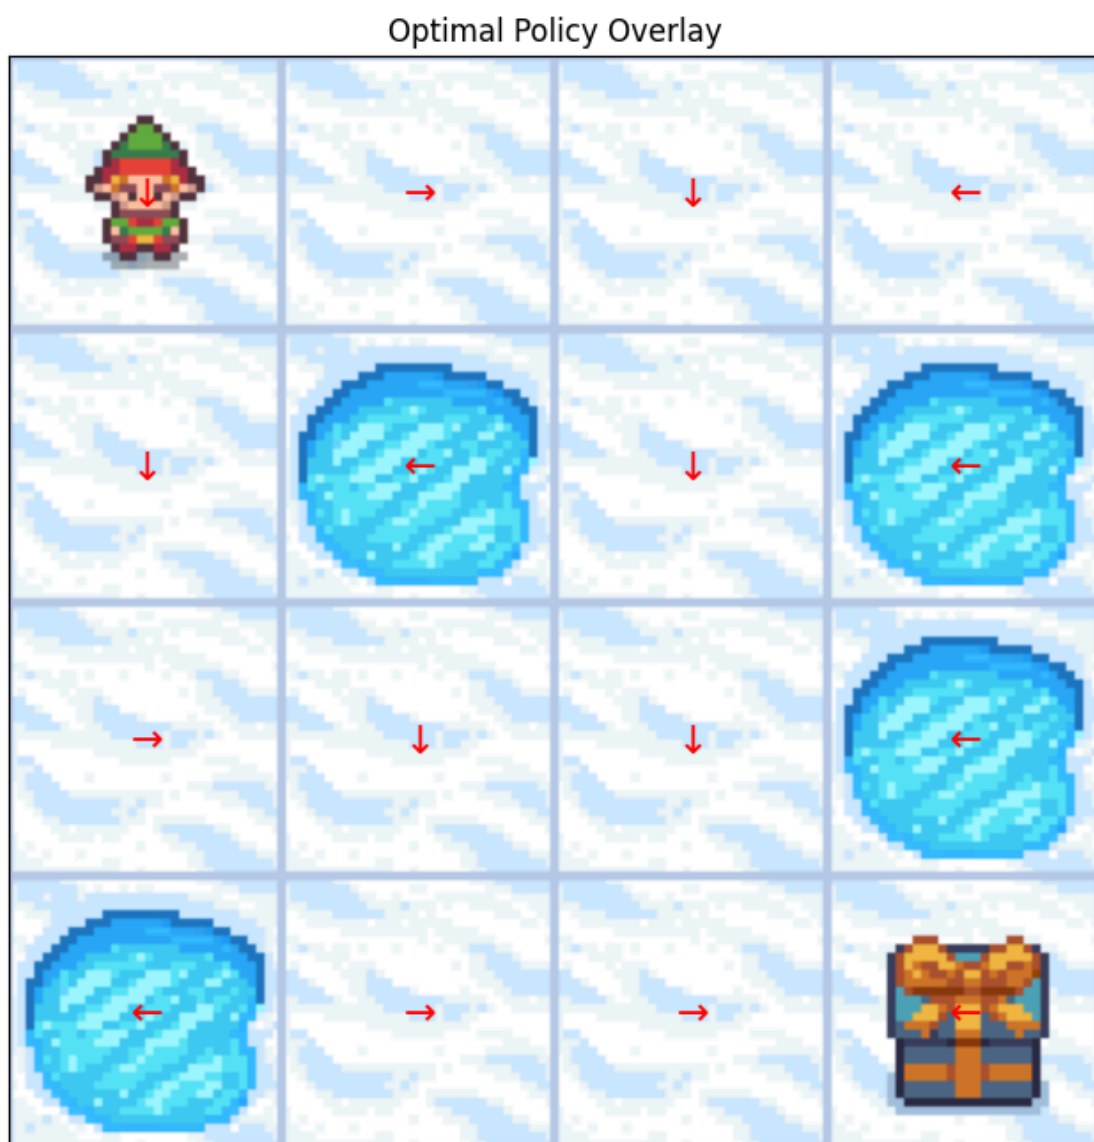 Optimal Policy Overlay
↓ → ↓ ←
↓ ← ↓ ←
→ ↓ ↓ ←
← → → ←